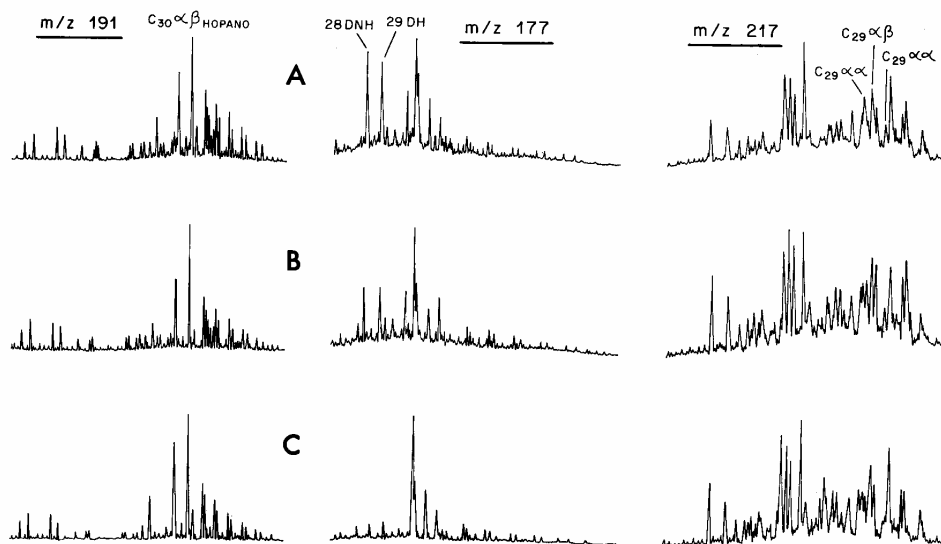 m/z 191
C30 αβ HOPANO
28 DNH
29 DH
m/z 177
m/z 217
C29 αβ
C29 αα
C29 αα
A
B
C